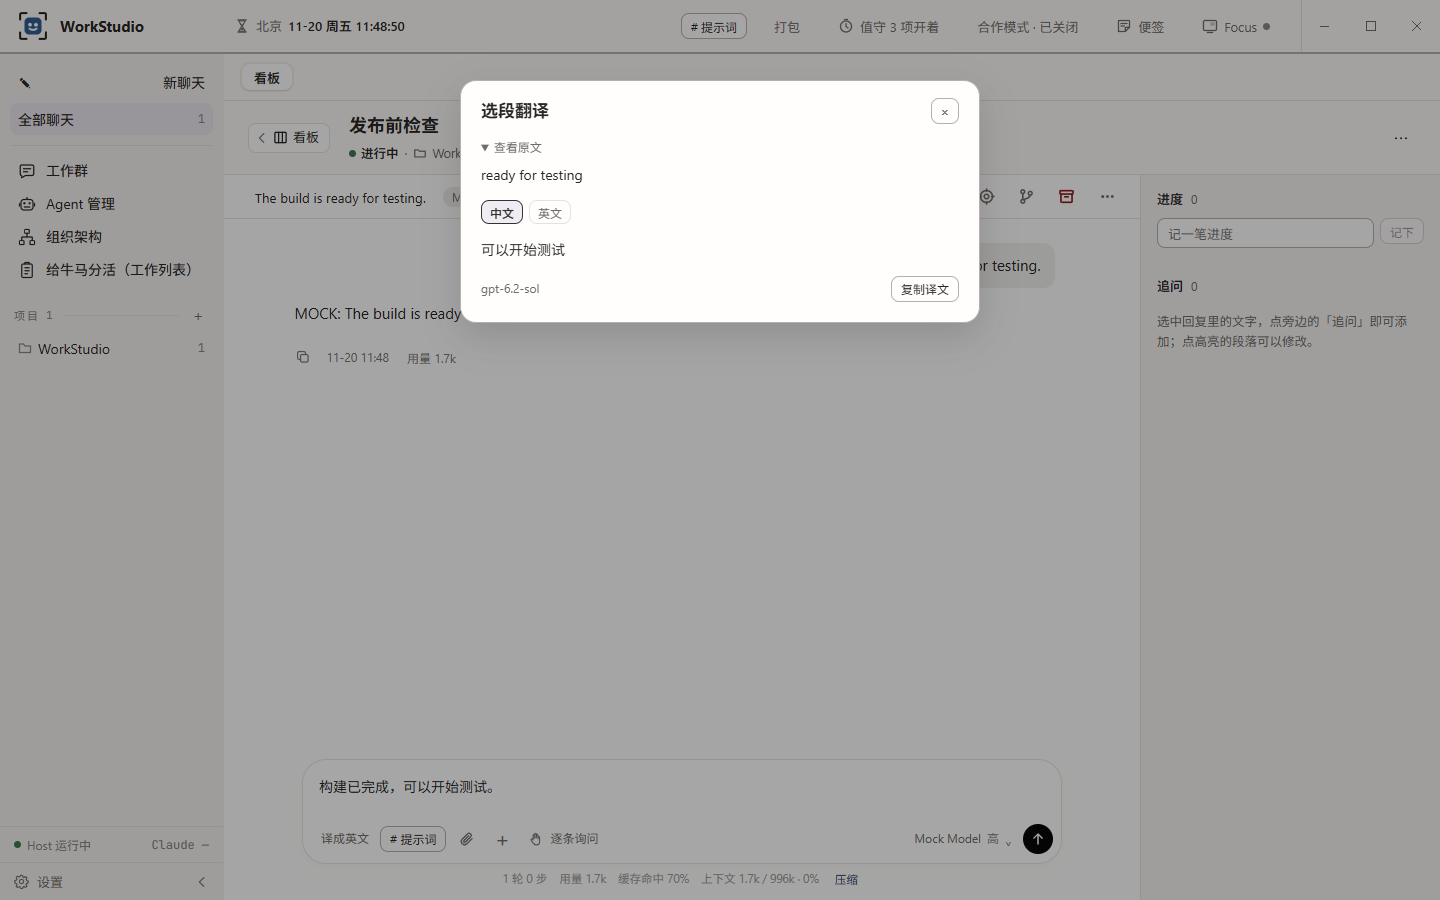 WorkStudio
北京 11-20 周五 11:48:50
# 提示词
打包
值守 3 项开着
合作模式 · 已关闭
便签
Focus
新聊天
全部聊天 1
工作群
Agent 管理
组织架构
给牛马分活（工作列表）
项目 1 +
WorkStudio 1
Host 运行中 Claude —
设置
看板
看板
发布前检查
进行中 · Work
The build is ready for testing. M
or testing.
MOCK: The build is ready
11-20 11:48 用量 1.7k
选段翻译
×
▼ 查看原文
ready for testing
中文 英文
可以开始测试
gpt-6.2-sol
复制译文
进度 0
记一笔进度 记下
追问 0
选中回复里的文字，点旁边的「追问」即可添
加；点高亮的段落可以修改。
构建已完成，可以开始测试。
译成英文 # 提示词 + 逐条询问
Mock Model 高
1 轮 0 步 用量 1.7k 缓存命中 70% 上下文 1.7k / 996k · 0% 压缩